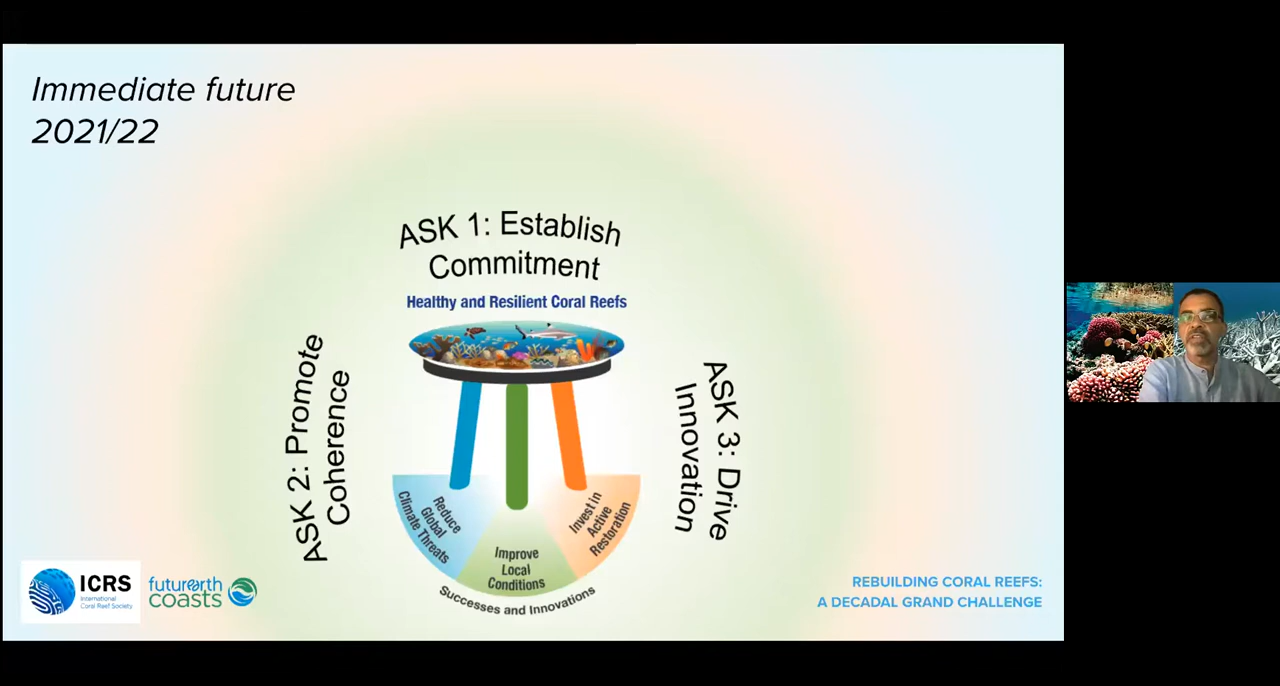 Immediate future
2021/22
ASK 1: Establish
Commitment
Healthy and Resilient Coral Reefs
ASK 2: Promote
Coherence
ASK 3: Drive
Innovation
Reduce
Global
Climate Threats
Improve
Local
Conditions
Invest in
Active
Restoration
Successes and Innovations
ICRS
International
Coral Reef Society
futurearth
coasts
REBUILDING CORAL REEFS:
A DECADAL GRAND CHALLENGE